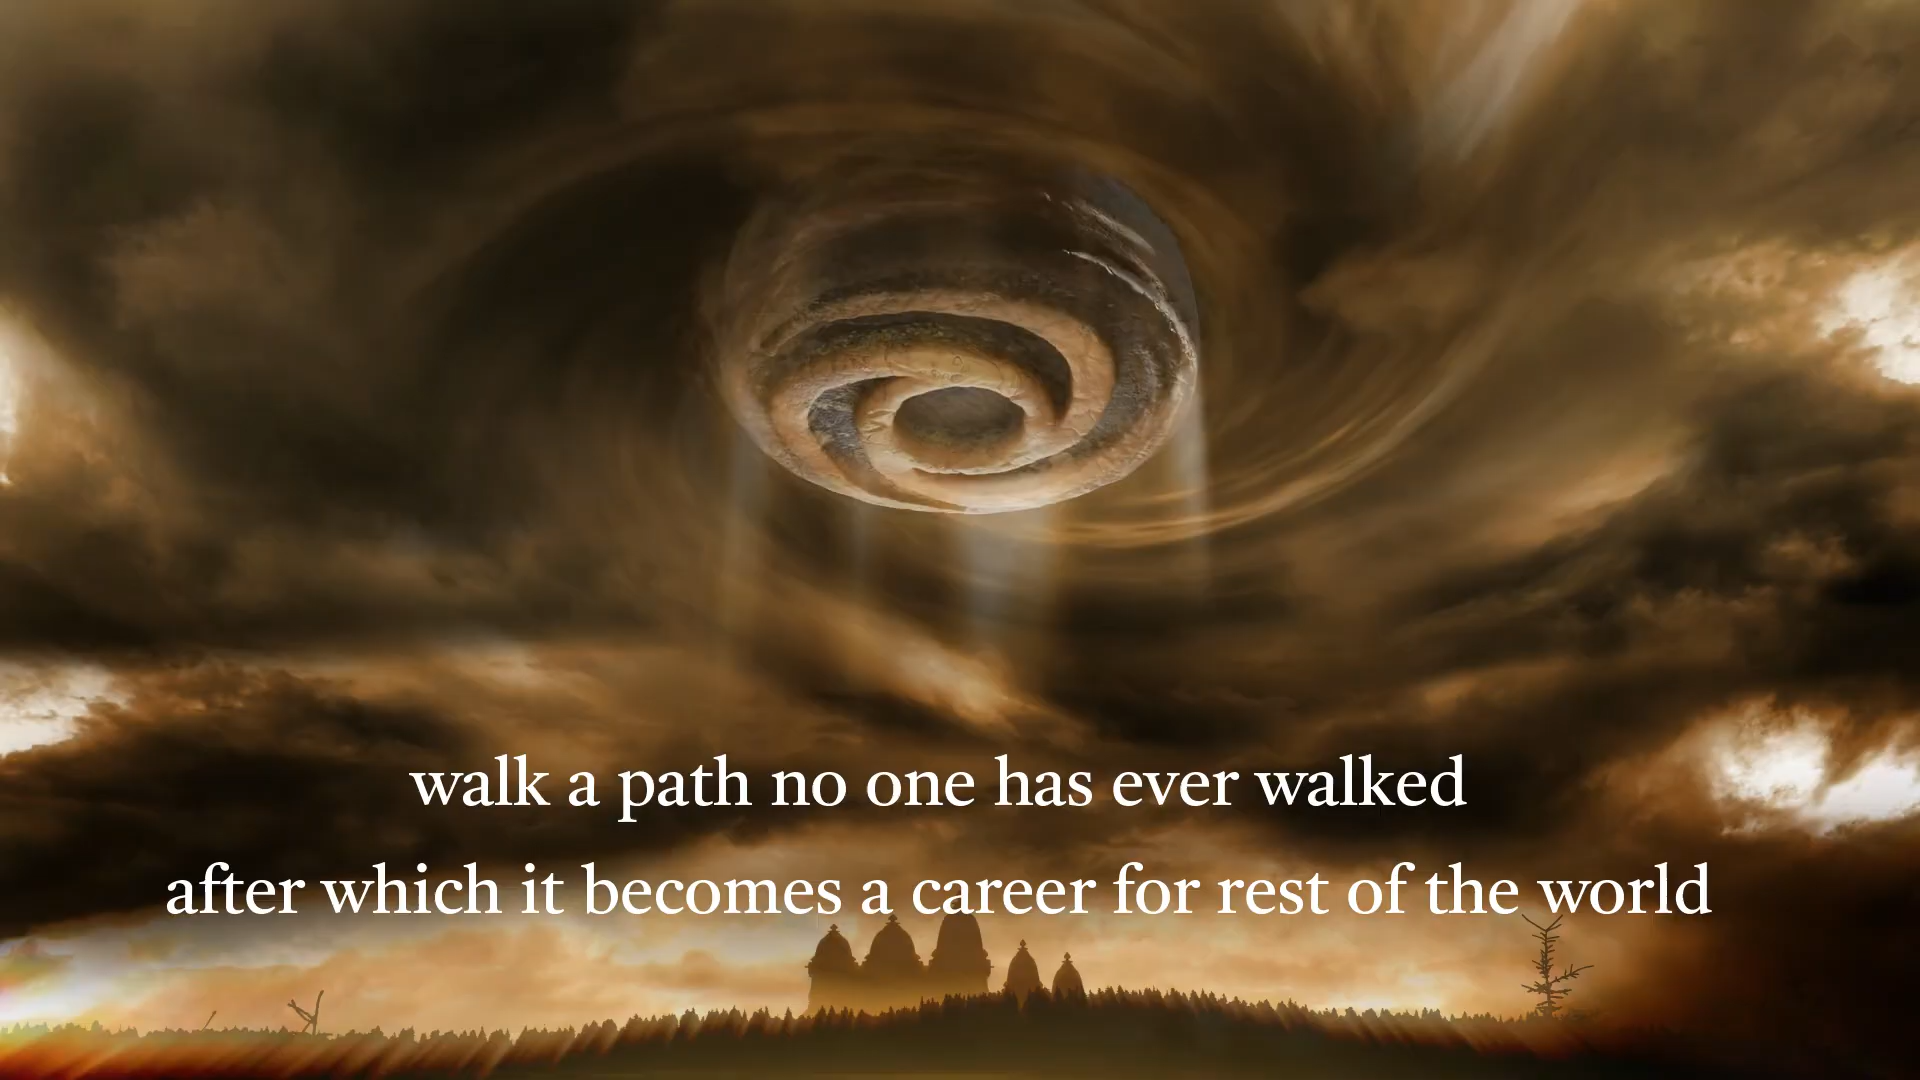 walk a path no one has ever walked
after which it becomes a career for rest of the world